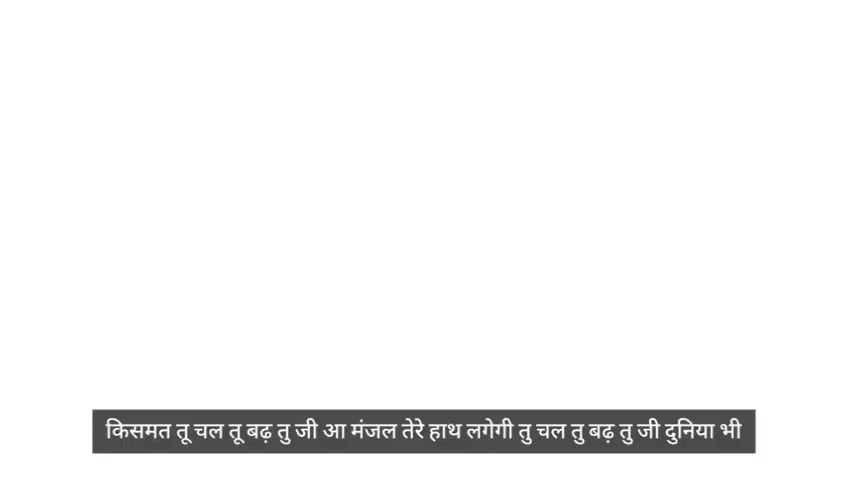 किसमत तू चल तू बढ़ तु जी आ मंजल तेरे हाथ लगेगी तु चल तु बढ़ तु जी दुनिया भी